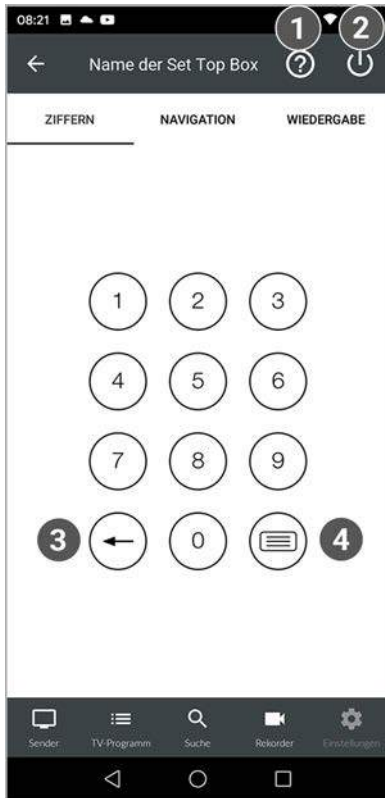 08:21
1 2
Name der Set Top Box ?
ZIFFERN NAVIGATION WIEDERGABE
1 2 3
4 5 6
7 8 9
3 0 4
Sender TV-Programm Suche Rekorder Einstellungen